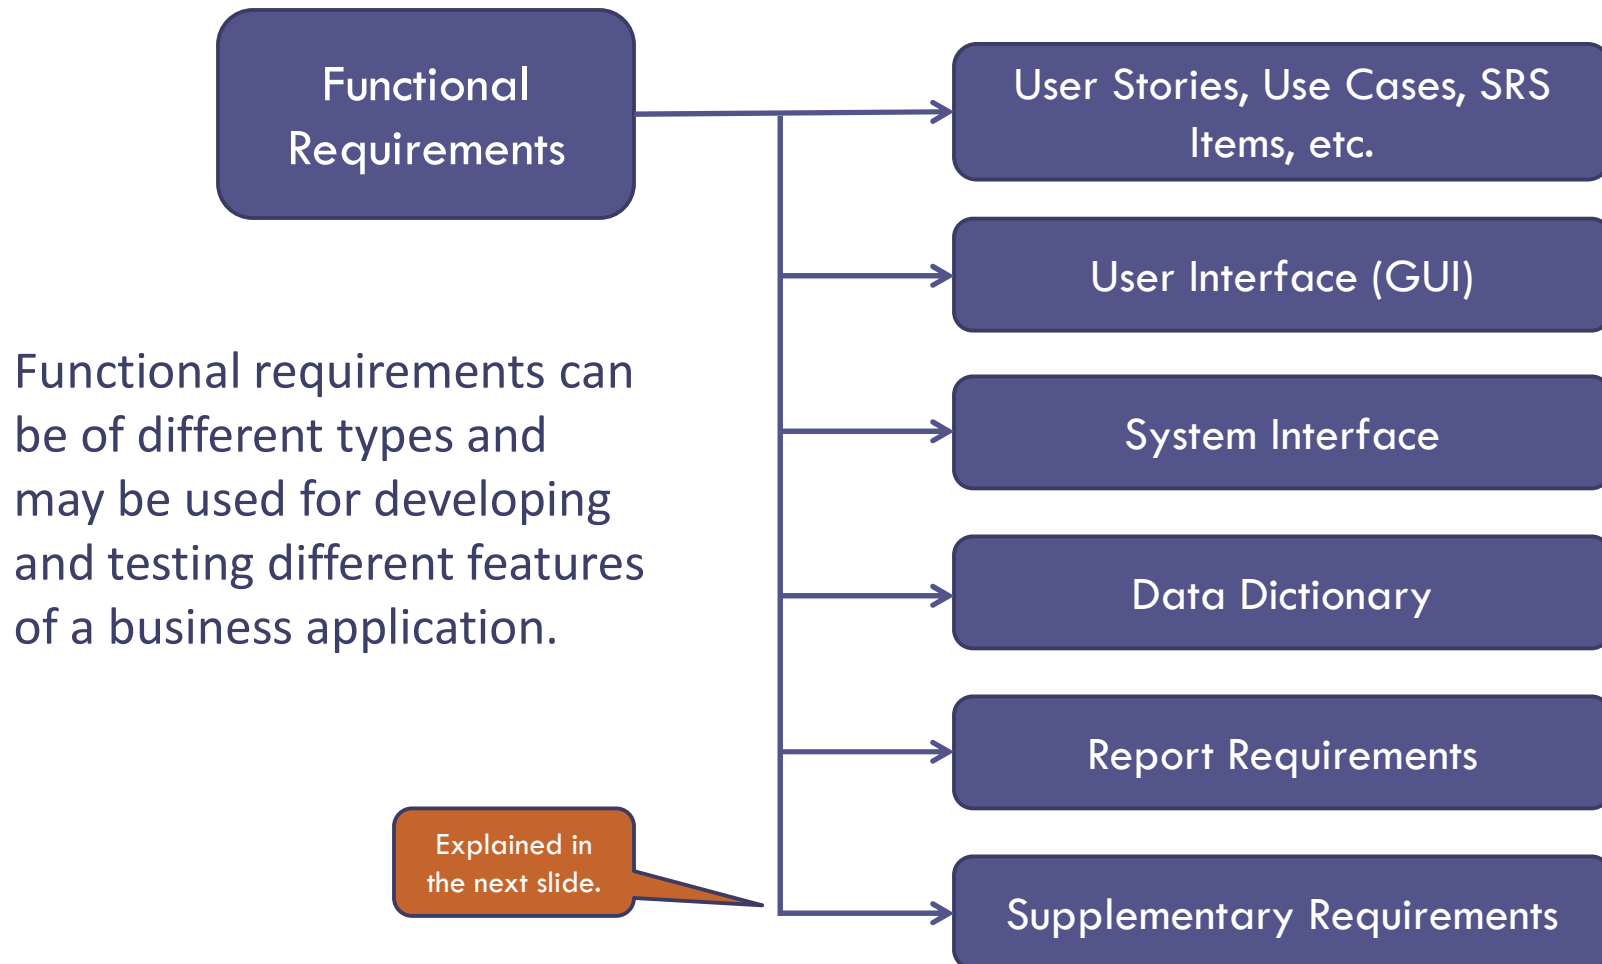 Functional
Requirements
User Stories, Use Cases, SRS
Items, etc.
User Interface (GUI)
Functional requirements can
be of different types and
may be used for developing
and testing different features
of a business application.
System Interface
Data Dictionary
Report Requirements
Explained in
the next slide.
Supplementary Requirements